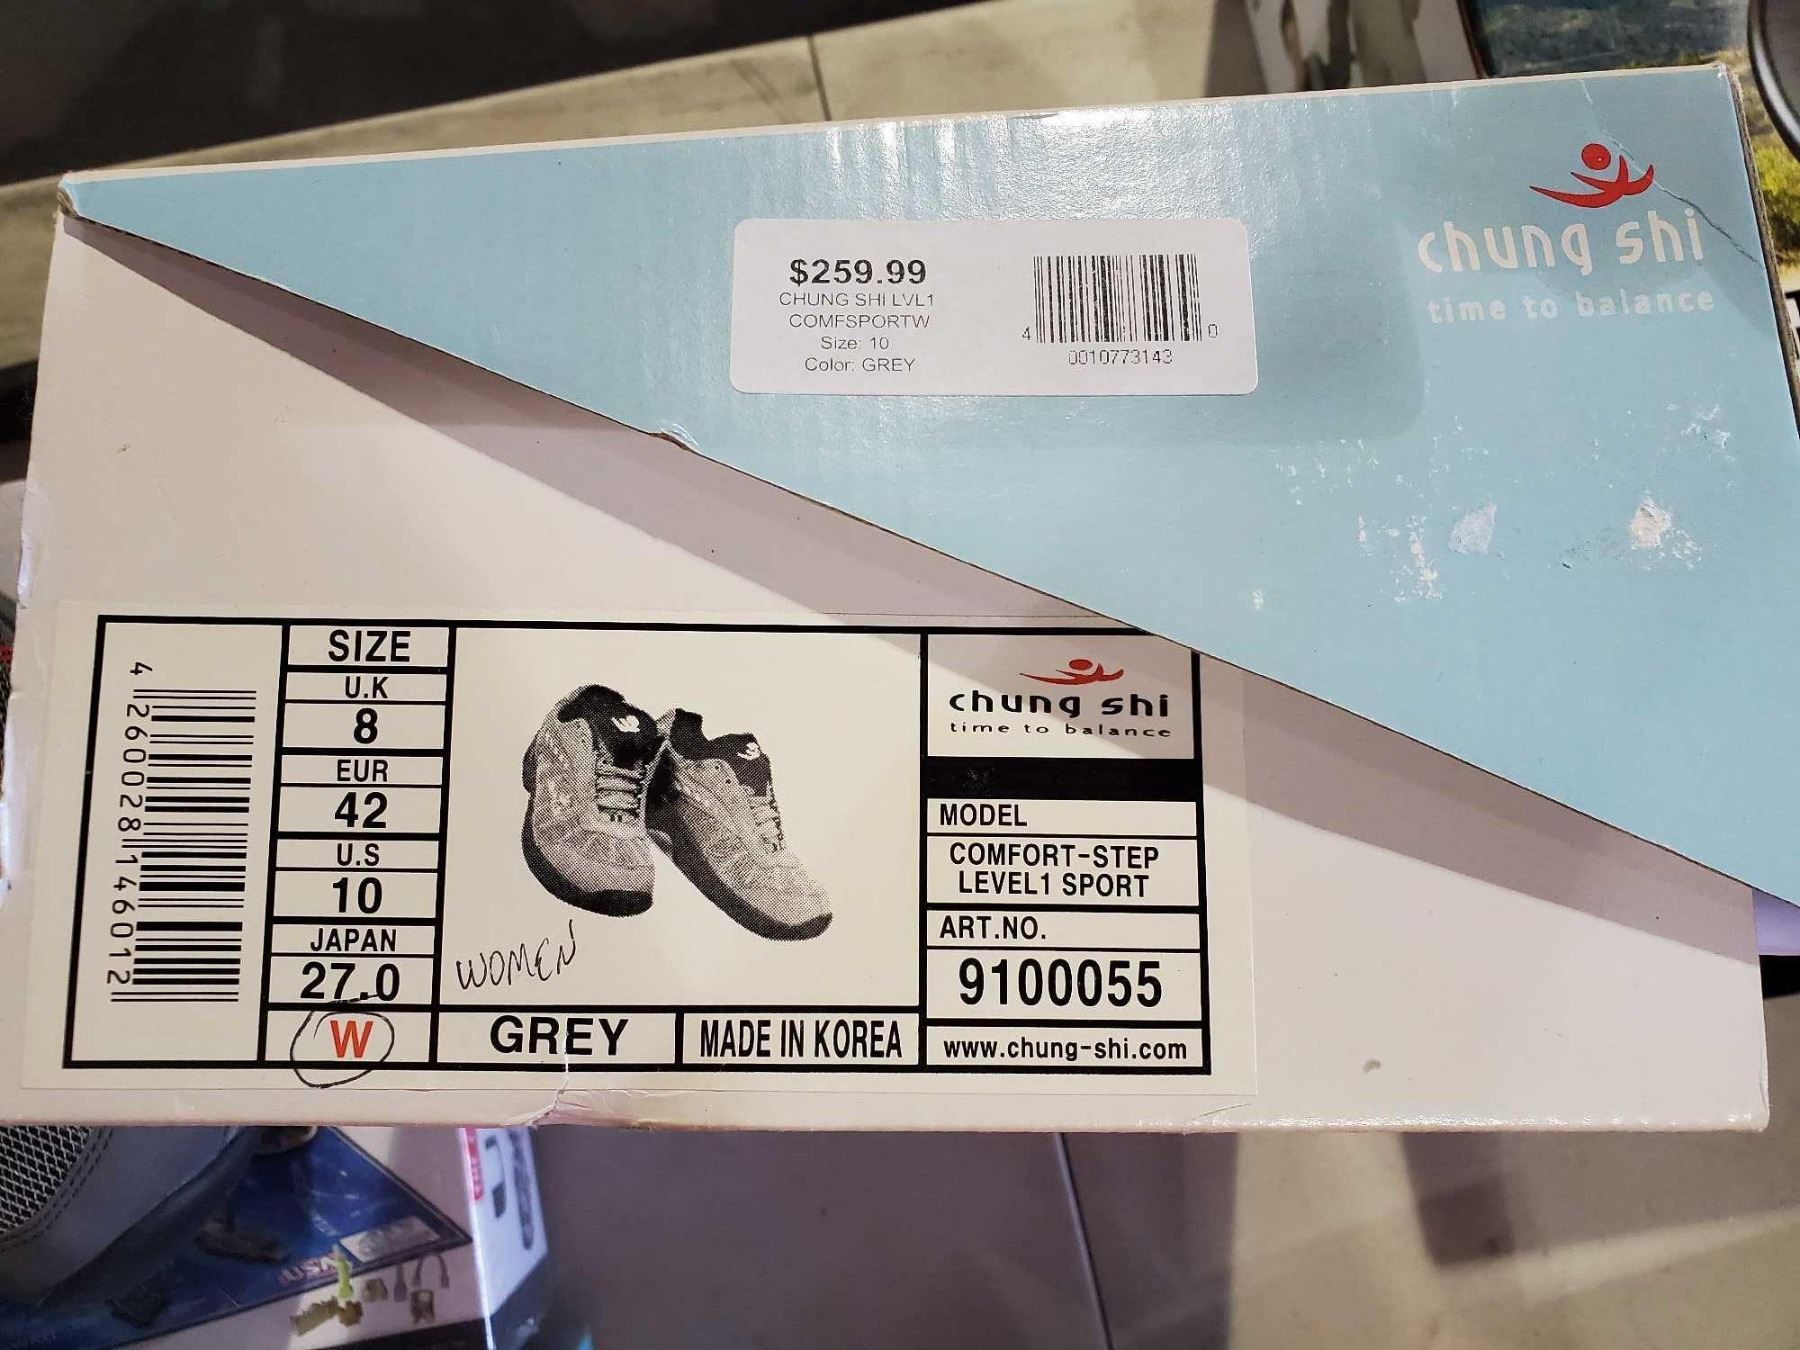 chung shi
time to balance
$259.99
CHUNG SHI LVL1
COMFSPORTW
Size: 10
Color: GREY
4 0010773143 0
4 260028 146012
SIZE
U.K
8
EUR
42
U.S
10
JAPAN
27.0
W
WOMEN
GREY
MADE IN KOREA
chung shi
time to balance
MODEL
COMFORT-STEP
LEVEL1 SPORT
ART.NO.
9100055
www.chung-shi.com